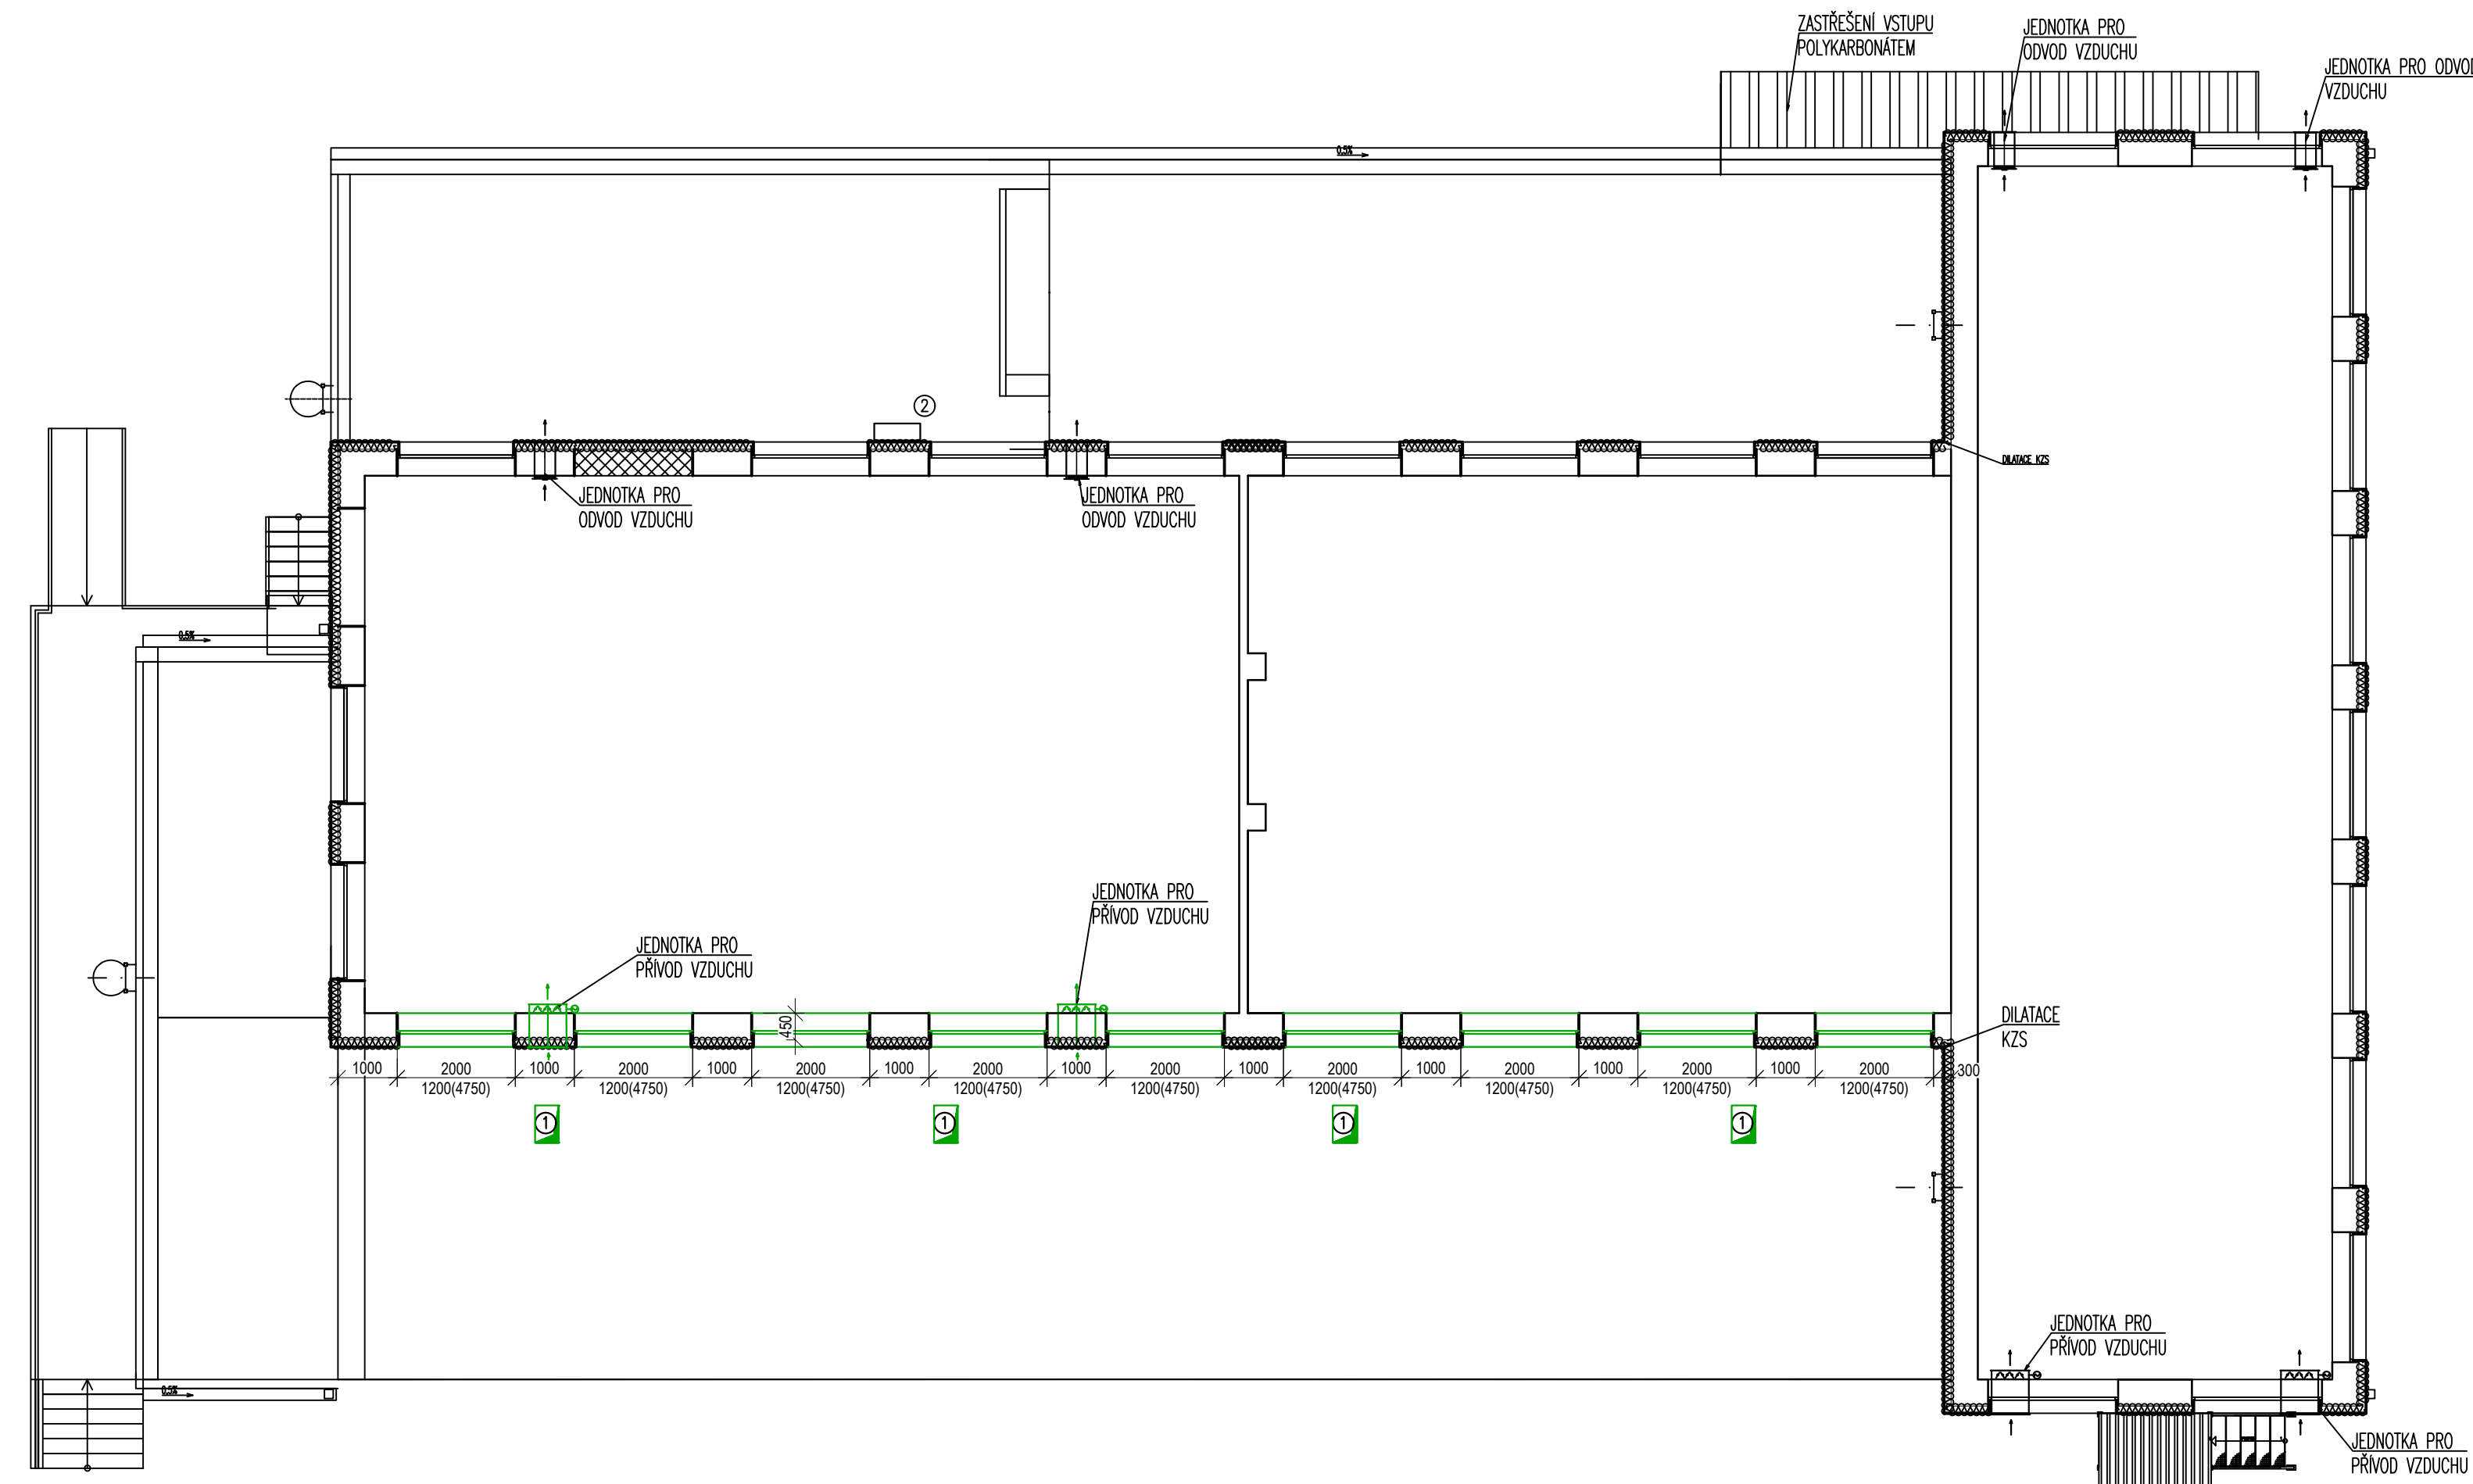 ZASTŘEŠENÍ VSTUPU
POLYKARBONÁTEM
JEDNOTKA PRO
ODVOD VZDUCHU
JEDNOTKA PRO ODVOD
VZDUCHU
0,5%
0,5%
0,5%
2
DILATACE KZS
JEDNOTKA PRO
ODVOD VZDUCHU
JEDNOTKA PRO
ODVOD VZDUCHU
JEDNOTKA PRO
PŘÍVOD VZDUCHU
JEDNOTKA PRO
PŘÍVOD VZDUCHU
450
DILATACE
KZS
1000 2000 1000 2000 1000 2000 1000 2000 1000 2000 1000 2000 1000 2000 1000 2000 1000 2000 300
1200(4750) 1200(4750) 1200(4750) 1200(4750) 1200(4750) 1200(4750) 1200(4750) 1200(4750) 1200(4750)
1 1 1 1
JEDNOTKA PRO
PŘÍVOD VZDUCHU
JEDNOTKA PRO
PŘÍVOD VZDUCHU